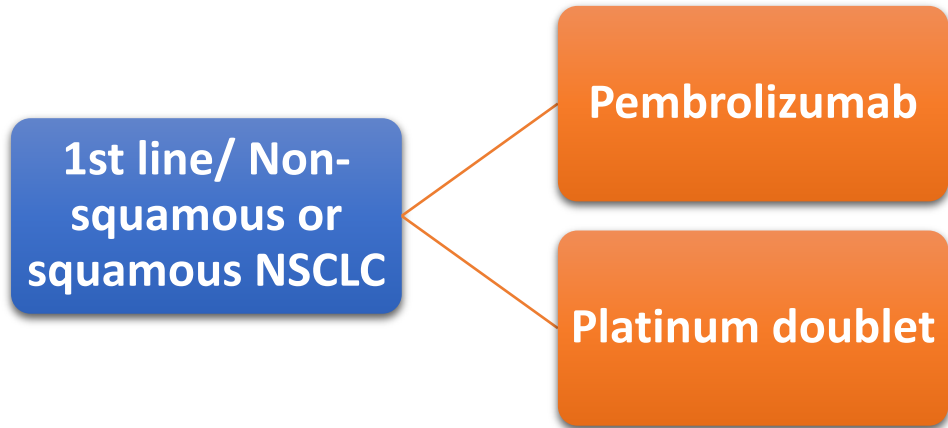 1st line/ Non-
squamous or
squamous NSCLC
Pembrolizumab
Platinum doublet